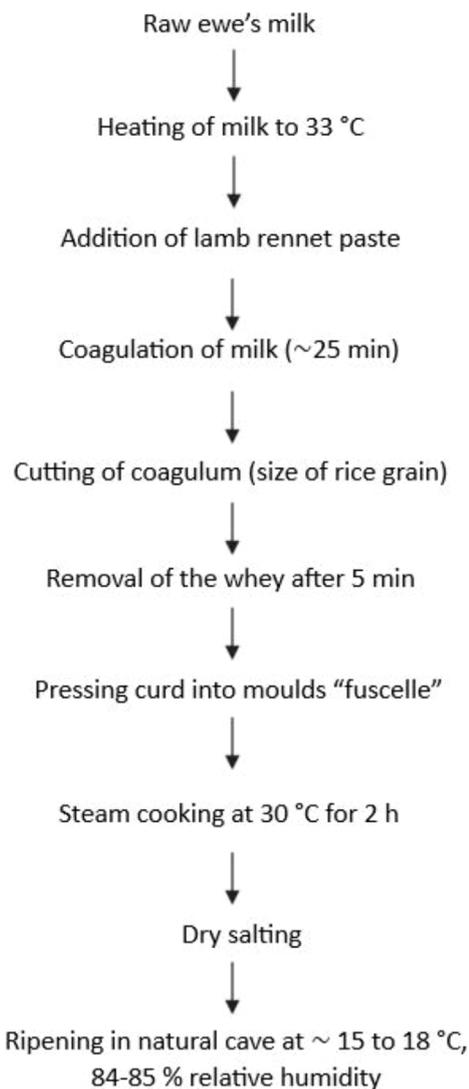 Raw ewe’s milk
Heating of milk to 33 °C
Addition of lamb rennet paste
Coagulation of milk (~25 min)
Cutting of coagulum (size of rice grain)
Removal of the whey after 5 min
Pressing curd into moulds “fuscelle”
Steam cooking at 30 °C for 2 h
Dry salting
Ripening in natural cave at ~ 15 to 18 °C,
84-85 % relative humidity